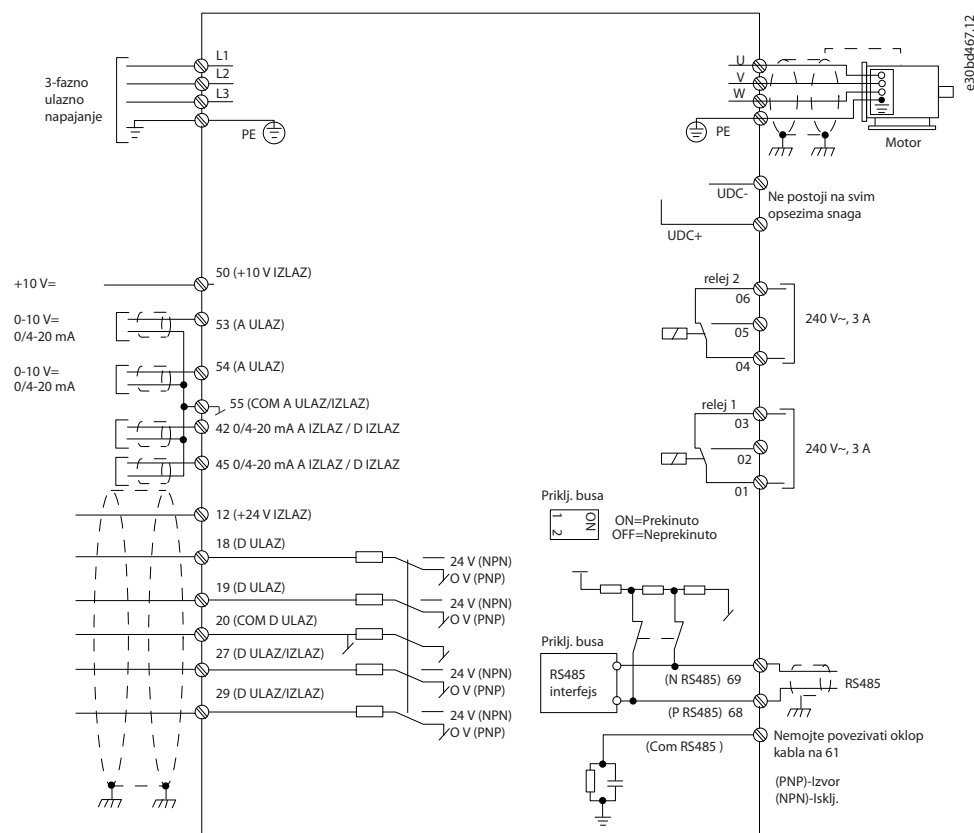 e30bd467.12
3-fazno
ulazno
napajanje
L1
L2
L3
PE
U
V
W
PE
Motor
UDC-
Ne postoji na svim
opsezima snaga
UDC+
+10 V=
50 (+10 V IZLAZ)
0-10 V=
0/4-20 mA
53 (A ULAZ)
0-10 V=
0/4-20 mA
54 (A ULAZ)
55 (COM A ULAZ/IZLAZ)
42 0/4-20 mA A IZLAZ / D IZLAZ
45 0/4-20 mA A IZLAZ / D IZLAZ
relej 2
06
05
04
240 V~, 3 A
relej 1
03
02
01
240 V~, 3 A
12 (+24 V IZLAZ)
18 (D ULAZ)
24 V (NPN)
O V (PNP)
19 (D ULAZ)
24 V (NPN)
O V (PNP)
20 (COM D ULAZ)
27 (D ULAZ/IZLAZ)
24 V (NPN)
O V (PNP)
29 (D ULAZ/IZLAZ)
24 V (NPN)
O V (PNP)
Priklj. busa
1 2
ON
ON=Prekinuto
OFF=Neprekinuto
Priklj. busa
RS485
interfejs
(N RS485) 69
(P RS485) 68
RS485
(Com RS485 )
Nemojte povezivati oklop
kabla na 61
(PNP)-Izvor
(NPN)-Isklj.